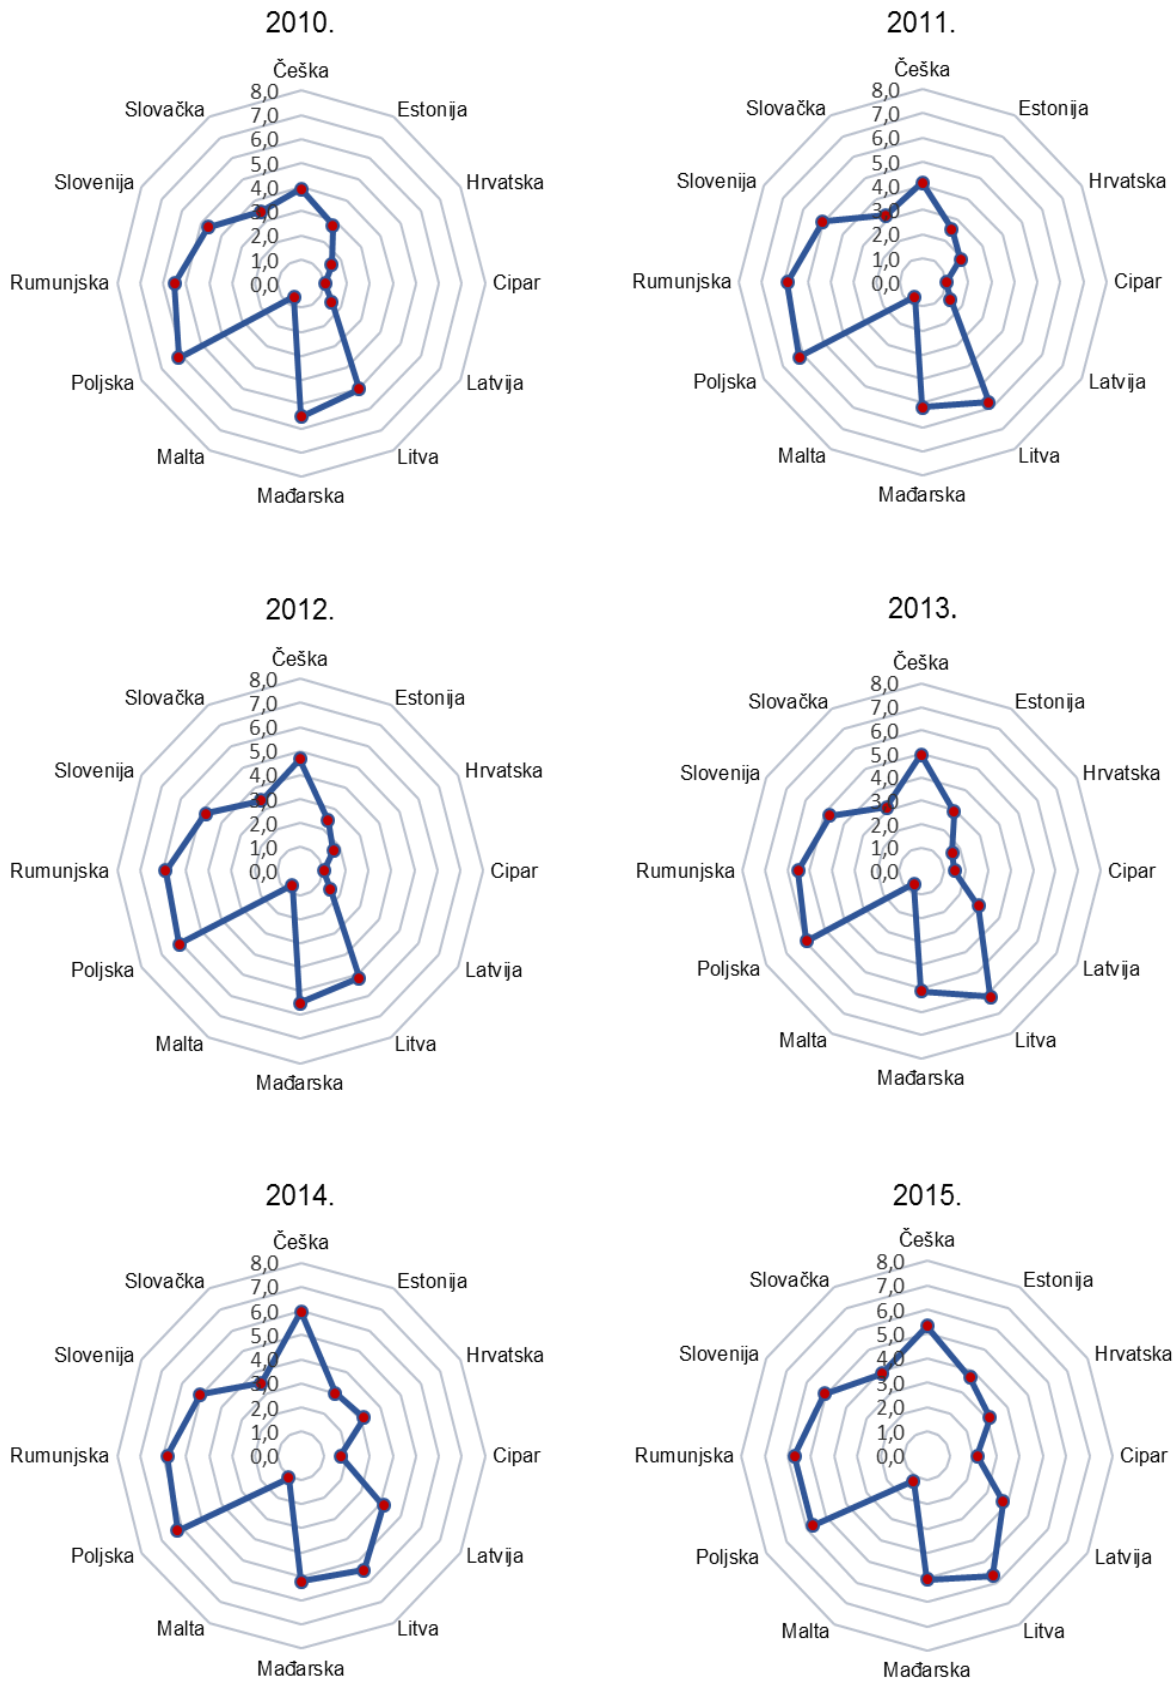 2010.
Češka
8,0
7,0
6,0
5,0
4,0
3,0
2,0
1,0
0,0
Estonija
Hrvatska
Cipar
Latvija
Litva
Mađarska
Malta
Poljska
Rumunjska
Slovenija
Slovačka
2011.
Češka
8,0
7,0
6,0
5,0
4,0
3,0
2,0
1,0
0,0
Estonija
Hrvatska
Cipar
Latvija
Litva
Mađarska
Malta
Poljska
Rumunjska
Slovenija
Slovačka
2012.
Češka
8,0
7,0
6,0
5,0
4,0
3,0
2,0
1,0
0,0
Estonija
Hrvatska
Cipar
Latvija
Litva
Mađarska
Malta
Poljska
Rumunjska
Slovenija
Slovačka
2013.
Češka
8,0
7,0
6,0
5,0
4,0
3,0
2,0
1,0
0,0
Estonija
Hrvatska
Cipar
Latvija
Litva
Mađarska
Malta
Poljska
Rumunjska
Slovenija
Slovačka
2014.
Češka
8,0
7,0
6,0
5,0
4,0
3,0
2,0
1,0
0,0
Estonija
Hrvatska
Cipar
Latvija
Litva
Mađarska
Malta
Poljska
Rumunjska
Slovenija
Slovačka
2015.
Češka
8,0
7,0
6,0
5,0
4,0
3,0
2,0
1,0
0,0
Estonija
Hrvatska
Cipar
Latvija
Litva
Mađarska
Malta
Poljska
Rumunjska
Slovenija
Slovačka